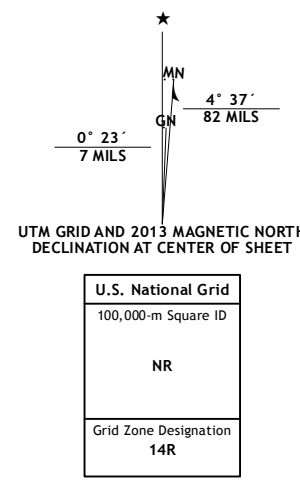 ★
MN
4° 37´
82 MILS
GN
0° 23´
7 MILS
UTM GRID AND 2013 MAGNETIC NORTH
DECLINATION AT CENTER OF SHEET
U.S. National Grid
100,000-m Square ID
NR
Grid Zone Designation
14R